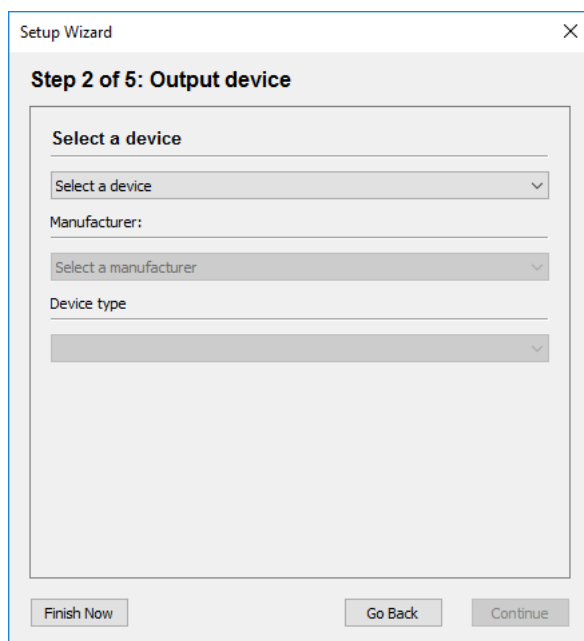 Setup Wizard
Step 2 of 5: Output device
Select a device
Select a device
Manufacturer:
Select a manufacturer
Device type
Finish Now Go Back Continue